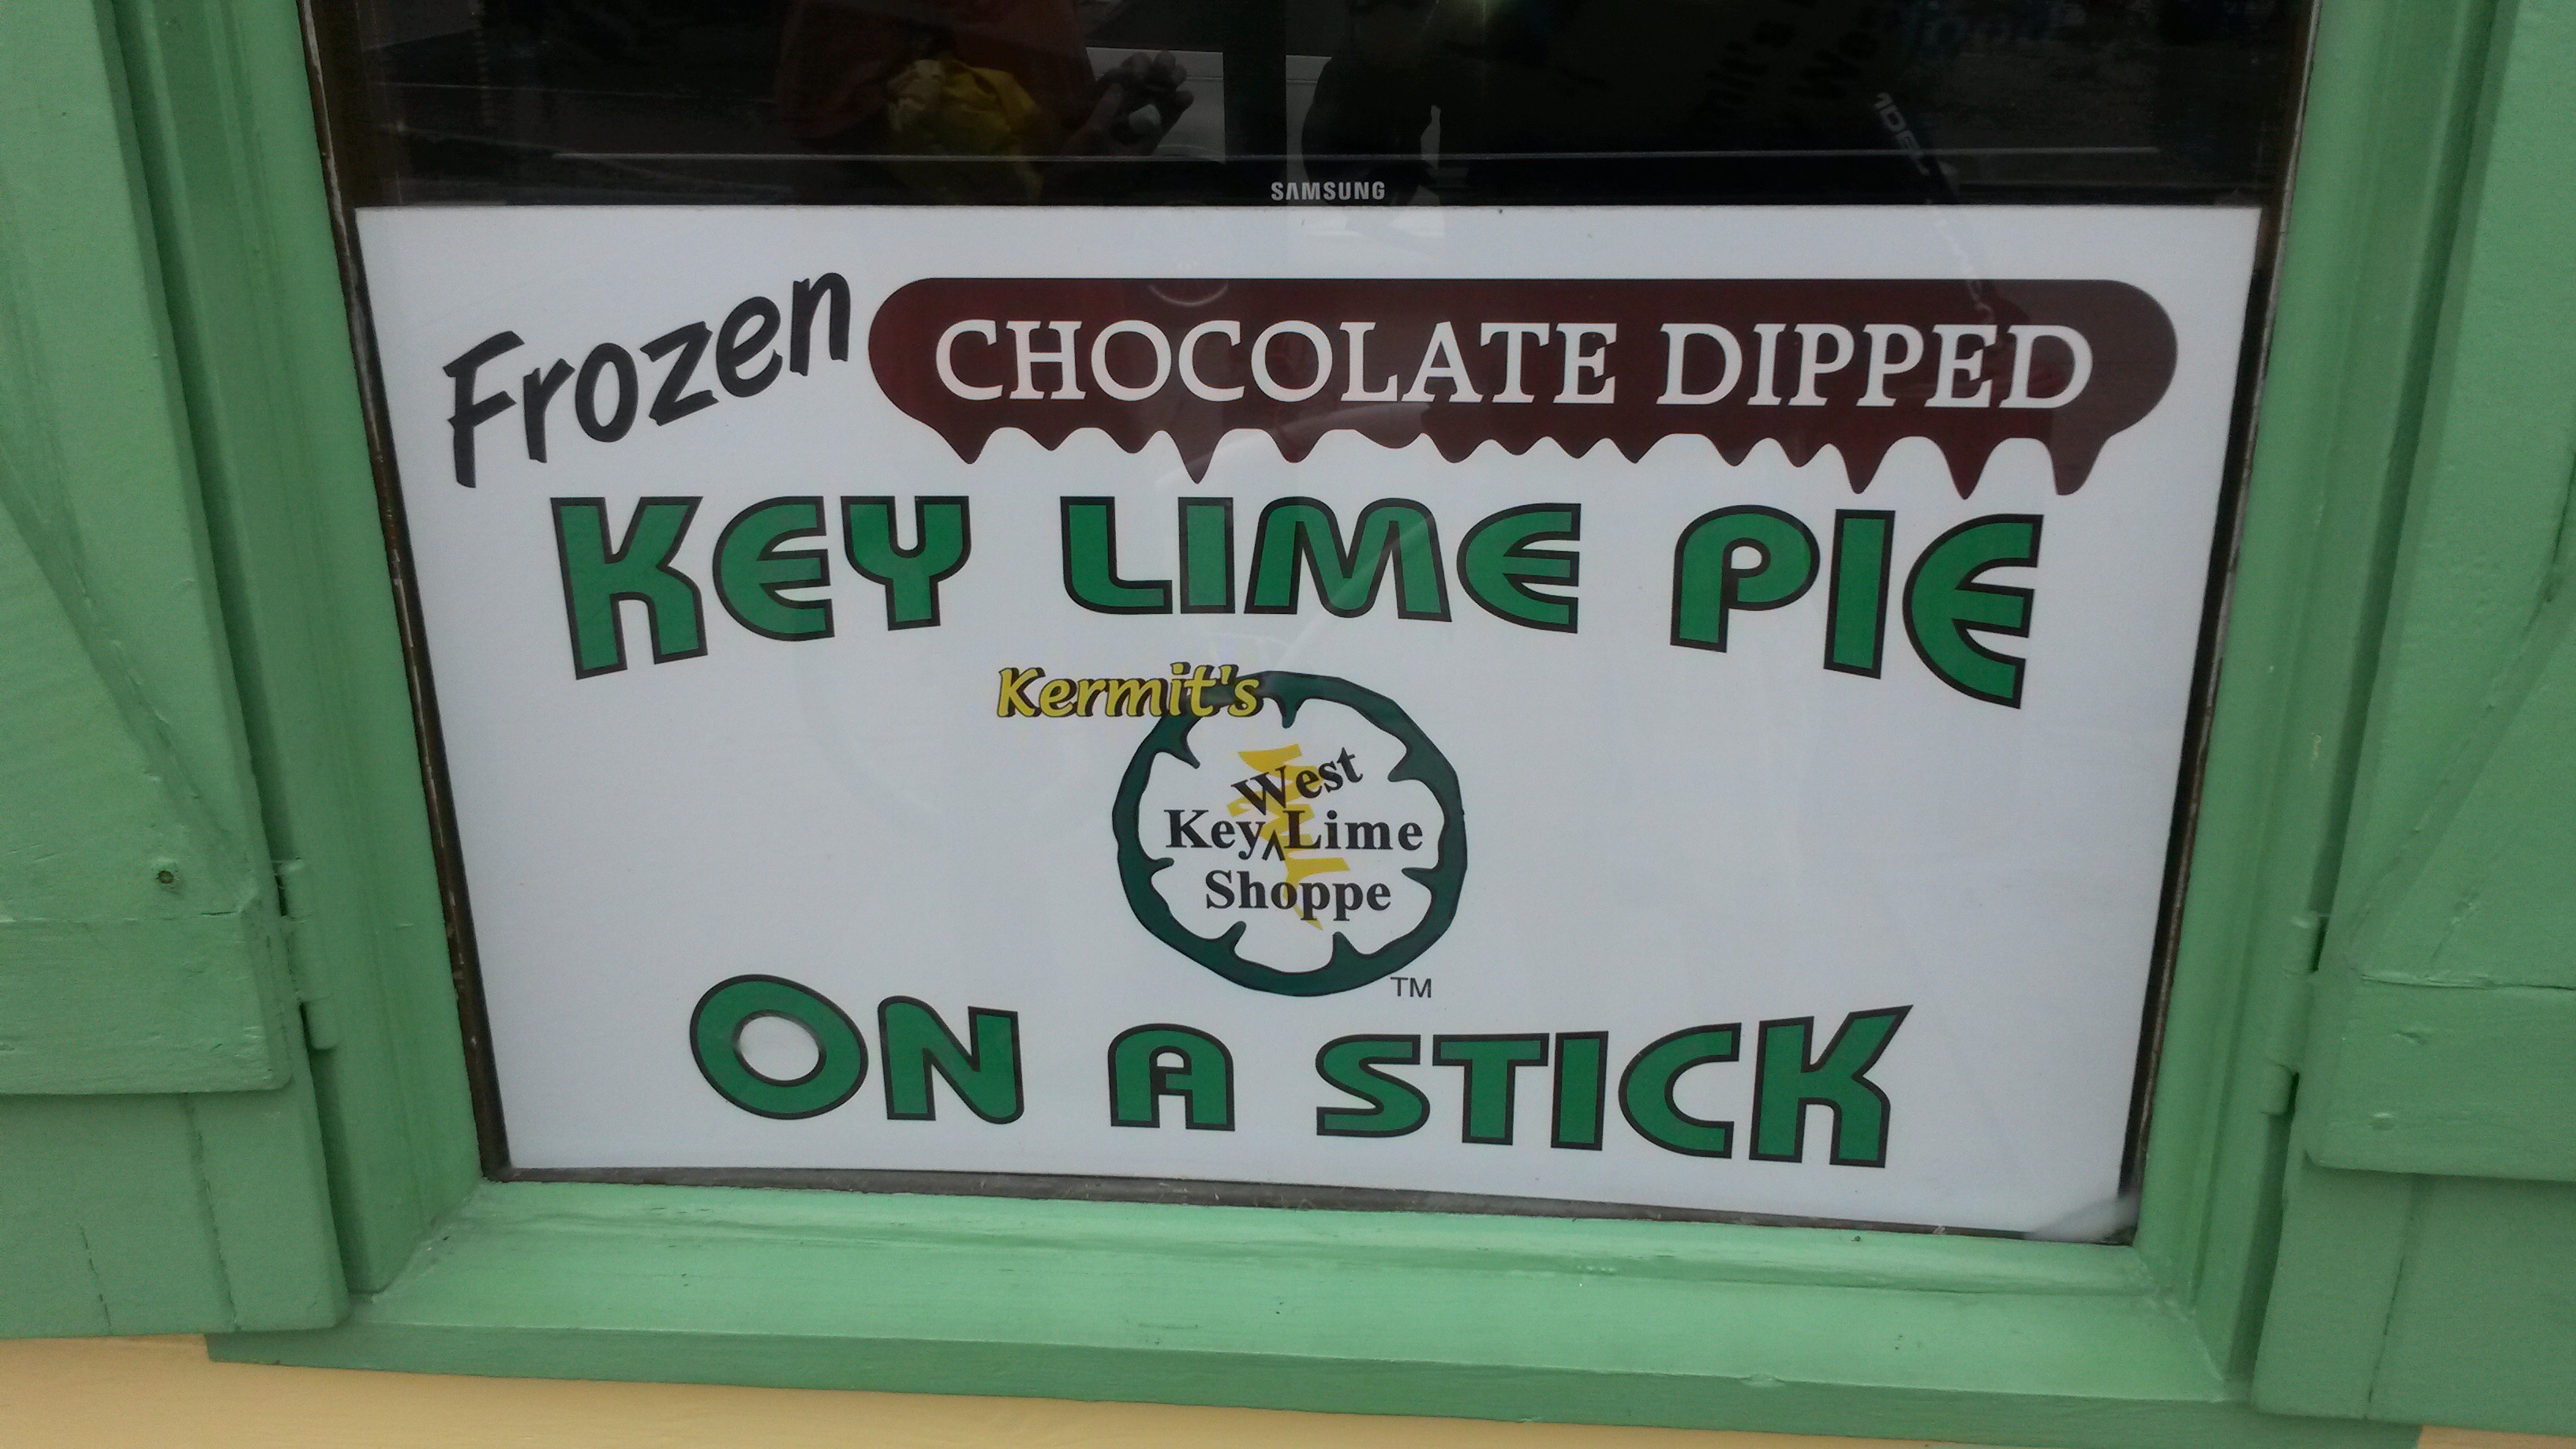 SAMSUNG
Frozen CHOCOLATE DIPPED
KEY LIME PIE
Kermit's
West
Key ^ Lime
Shoppe
TM
ON A STICK